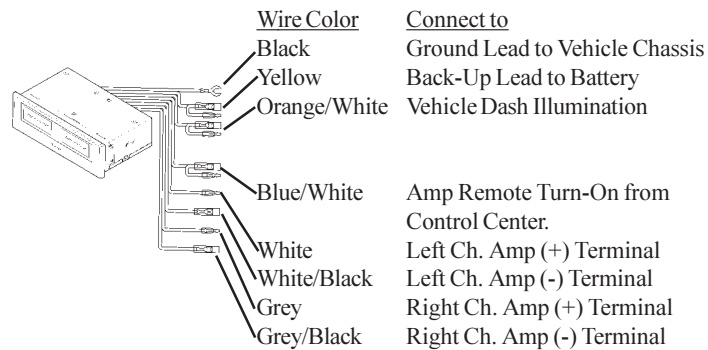 Wire Color Connect to
Black Ground Lead to Vehicle Chassis
Yellow Back-Up Lead to Battery
Orange/White Vehicle Dash Illumination
Blue/White Amp Remote Turn-On from
Control Center.
White Left Ch. Amp (+) Terminal
White/Black Left Ch. Amp (-) Terminal
Grey Right Ch. Amp (+) Terminal
Grey/Black Right Ch. Amp (-) Terminal